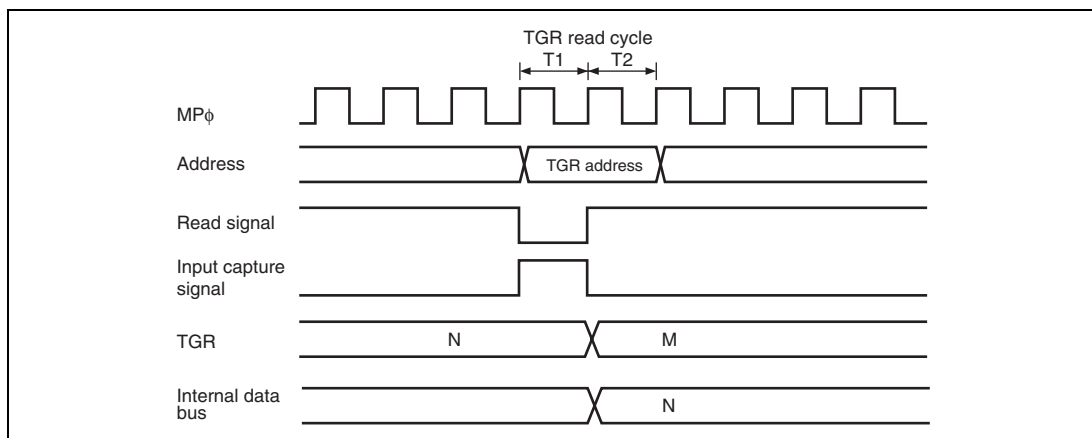 TGR read cycle
T1 T2
MPϕ
Address
TGR address
Read signal
Input capture
signal
TGR
N M
Internal data
bus
N